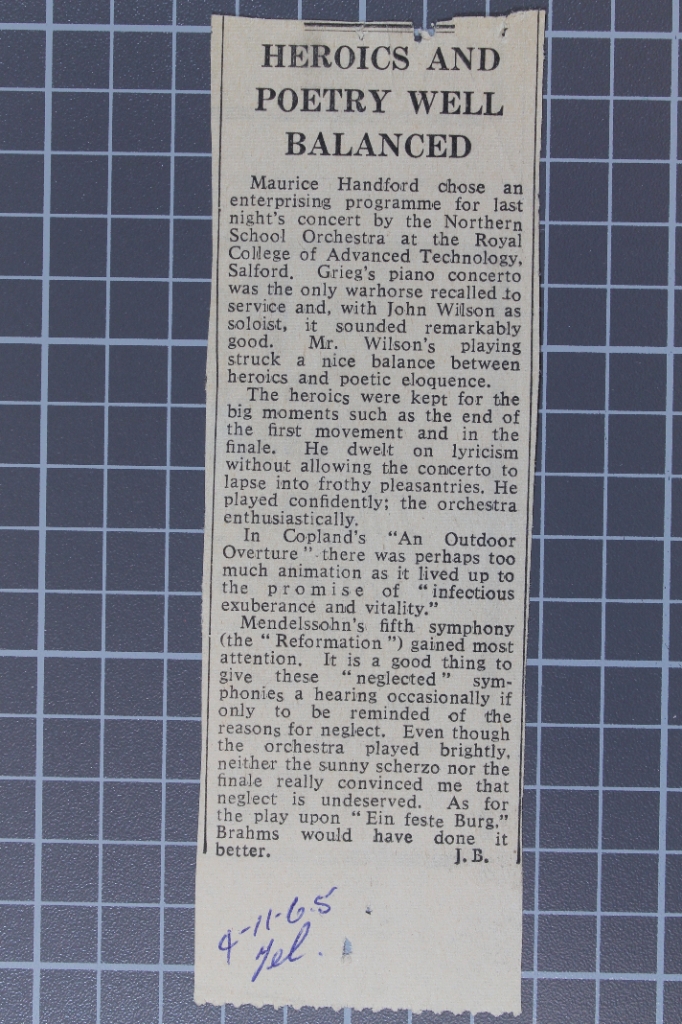 HEROICS AND
POETRY WELL
BALANCED
Maurice Handford chose an
enterprising programme for last
night's concert by the Northern
School Orchestra at the Royal
College of Advanced Technology,
Salford. Grieg's piano concerto
was the only warhorse recalled to
service and, with John Wilson as
soloist, it sounded remarkably
good. Mr. Wilson's playing
struck a nice balance between
heroics and poetic eloquence.
The heroics were kept for the
big moments such as the end of
the first movement and in the
finale. He dwelt on lyricism
without allowing the concerto to
lapse into frothy pleasantries. He
played confidently; the orchestra
enthusiastically.
In Copland's "An Outdoor
Overture" there was perhaps too
much animation as it lived up to
the promise of "infectious
exuberance and vitality."
Mendelssohn's fifth symphony
(the "Reformation") gained most
attention. It is a good thing to
give these "neglected" sym-
phonies a hearing occasionally if
only to be reminded of the
reasons for neglect. Even though
the orchestra played brightly,
neither the sunny scherzo nor the
finale really convinced me that
neglect is undeserved. As for
the play upon "Ein feste Burg,"
Brahms would have done it
better. J.B.
4-11-65
Tel.